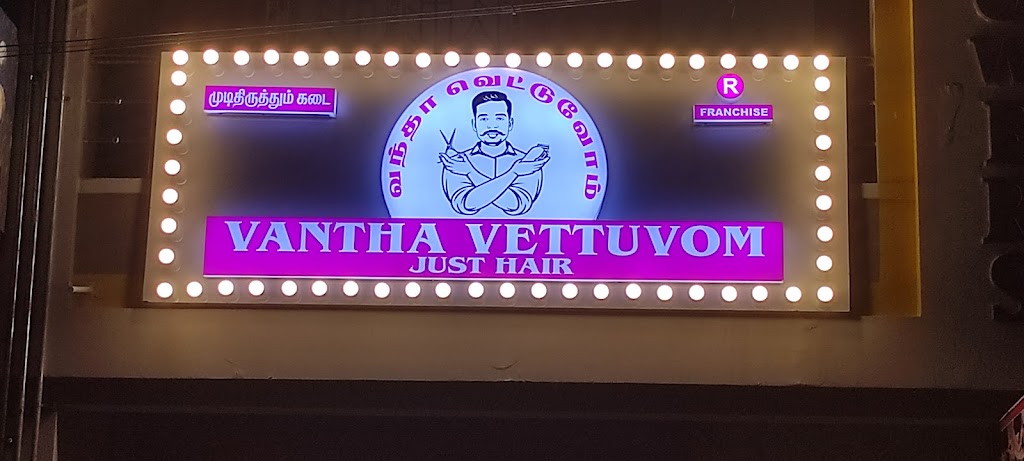 முடிதிருத்தும் கடை
வந்தா வெட்டுவோம்
R
FRANCHISE
VANTHA VETTUVOM
JUST HAIR